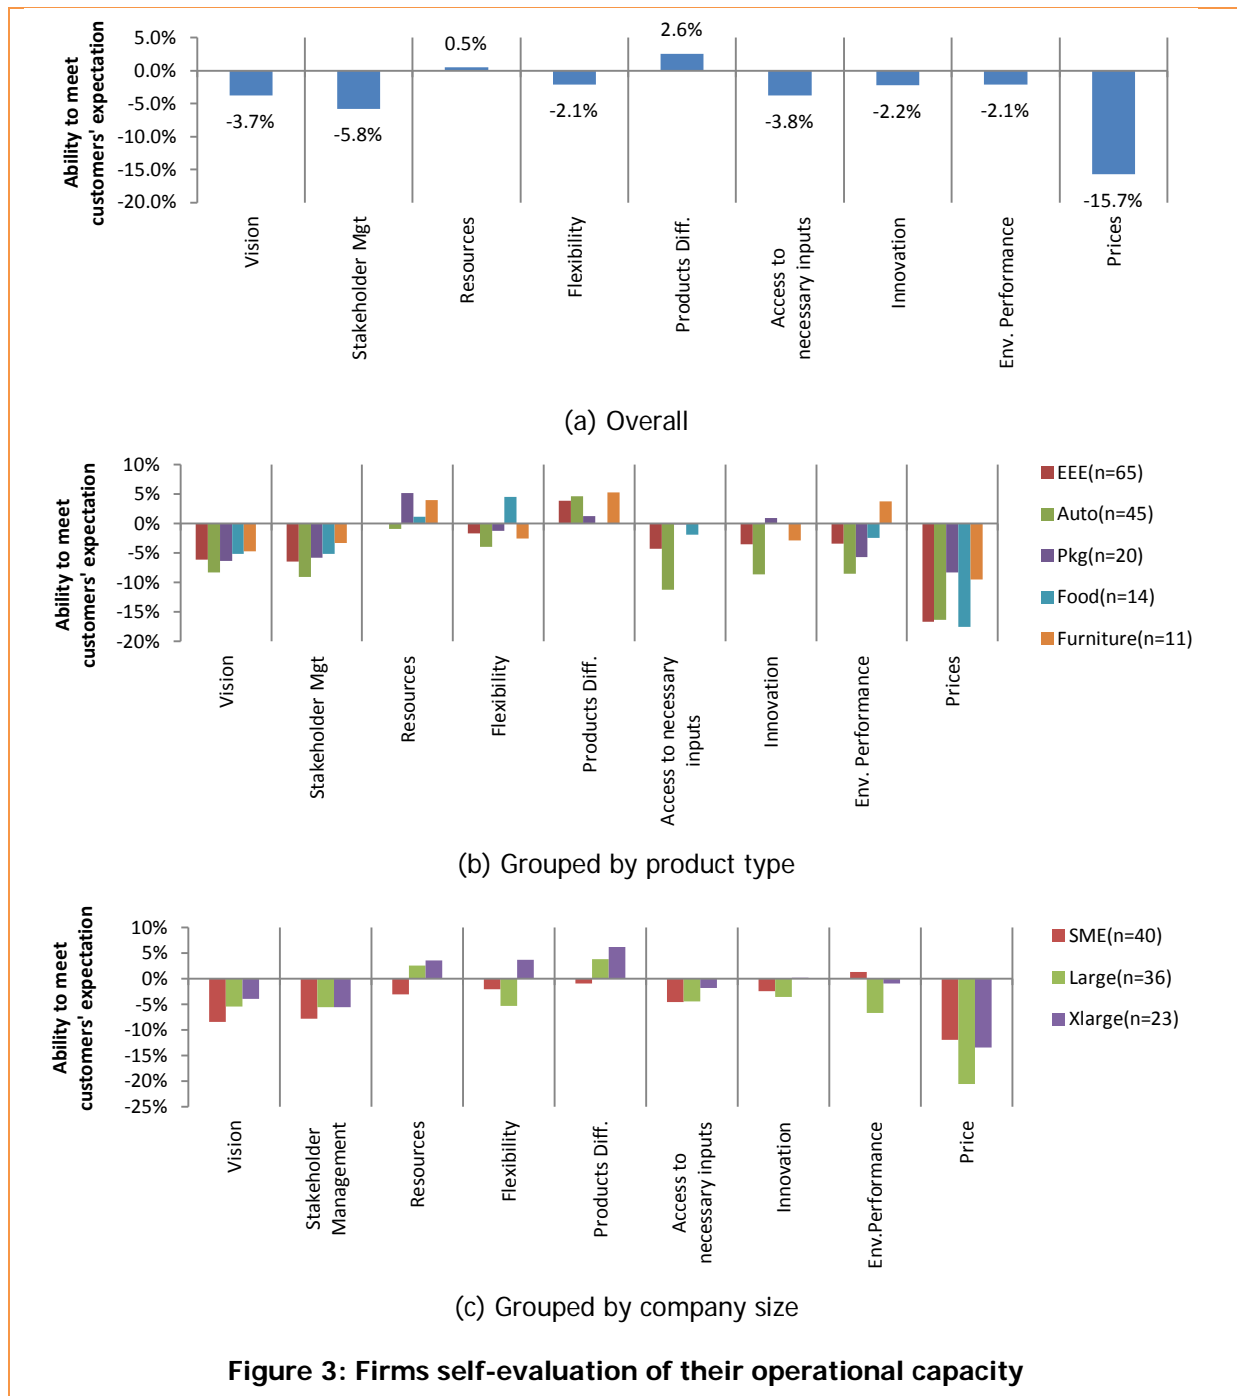 Ability to meet
customers' expectation
5.0%
0.0%
-5.0%
-10.0%
-15.0%
-20.0%
-3.7%
-5.8%
0.5%
-2.1%
2.6%
-3.8%
-2.2%
-2.1%
-15.7%
Vision
Stakeholder Mgt
Resources
Flexibility
Products Diff.
Access to
necessary inputs
Innovation
Env. Performance
Prices
(a) Overall
Ability to meet
customers' expectation
10%
5%
0%
-5%
-10%
-15%
-20%
EEE(n=65)
Auto(n=45)
Pkg(n=20)
Food(n=14)
Furniture(n=11)
Vision
Stakeholder Mgt
Resources
Flexibility
Products Diff.
Access to necessary
inputs
Innovation
Env. Performance
Prices
(b) Grouped by product type
Ability to meet
customers' expectation
10%
5%
0%
-5%
-10%
-15%
-20%
-25%
SME(n=40)
Large(n=36)
Xlarge(n=23)
Vision
Stakeholder
Management
Resources
Flexibility
Products Diff.
Access to
necessary inputs
Innovation
Env.Performance
Price
(c) Grouped by company size
Figure 3: Firms self-evaluation of their operational capacity